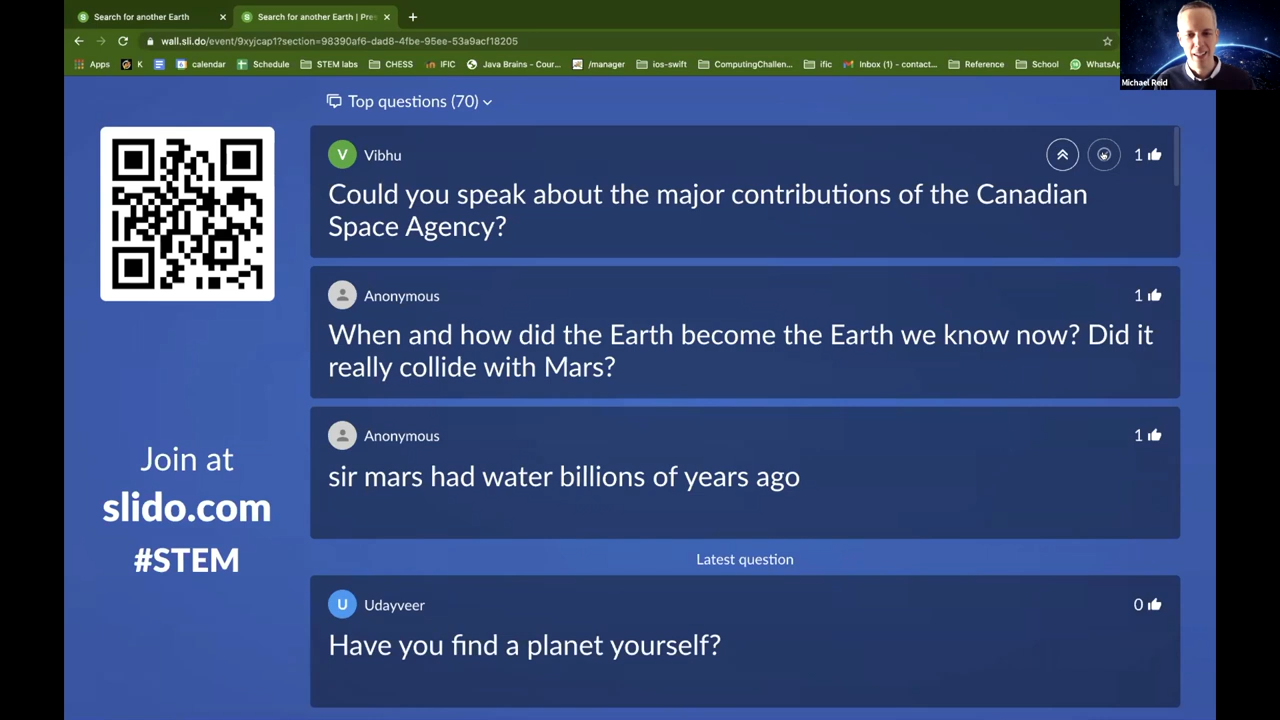 Search for another Earth
Search for another Earth | Pre
wall.sli.do/event/9xyjcap1?section=98390af6-dad8-4fbe-95ee-53a9acf18205
Apps K calendar Schedule STEM labs CHESS IFIC Java Brains - Cour... /manager ios-swift ComputingChallen... ific Inbox (1) - contact... Reference School WhatsAp
Michael Reid
Top questions (70)
V Vibhu 1
Could you speak about the major contributions of the Canadian
Space Agency?
Anonymous 1
When and how did the Earth become the Earth we know now? Did it
really collide with Mars?
Anonymous 1
sir mars had water billions of years ago
Join at
slido.com
#STEM
Latest question
U Udayveer 0
Have you find a planet yourself?